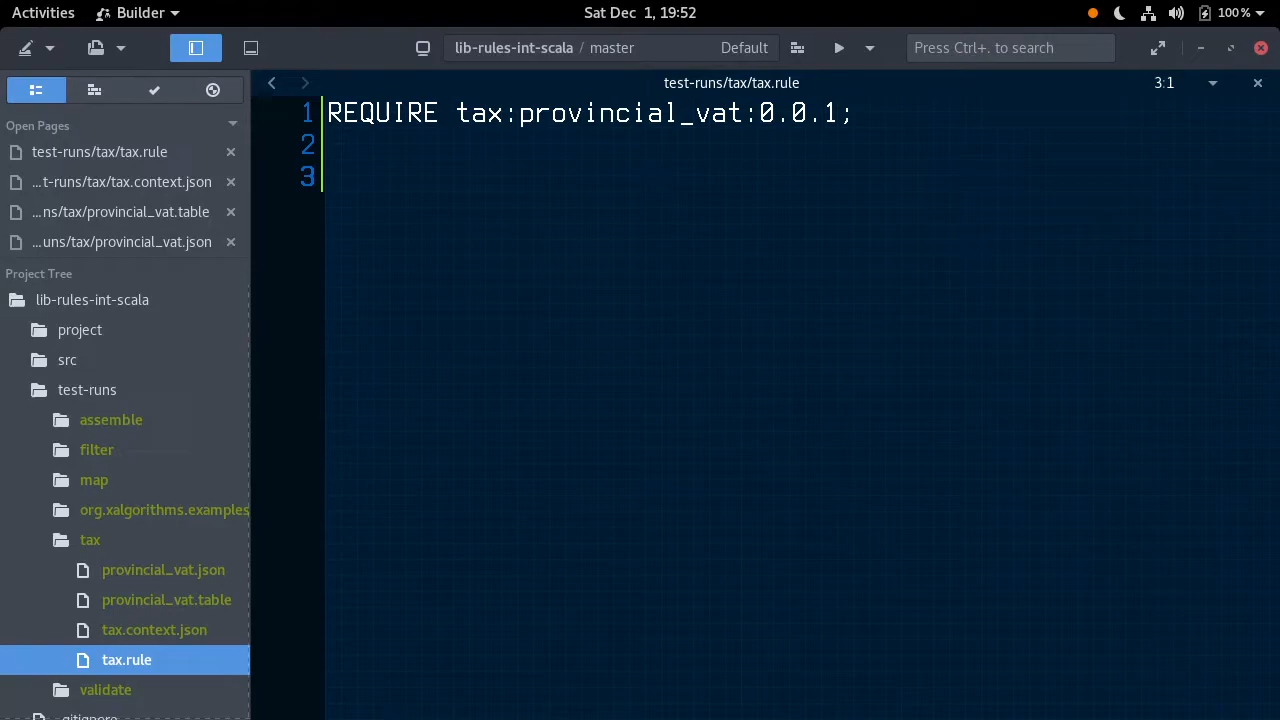 Activities Builder Sat Dec 1, 19:52 100%
lib-rules-int-scala / master Default Press Ctrl+. to search
test-runs/tax/tax.rule 3:1
Open Pages
test-runs/tax/tax.rule
...t-runs/tax/tax.context.json
...ns/tax/provincial_vat.table
...uns/tax/provincial_vat.json
Project Tree
lib-rules-int-scala
project
src
test-runs
assemble
filter
map
org.xalgorithms.examples
tax
provincial_vat.json
provincial_vat.table
tax.context.json
tax.rule
validate
.gitignore
1 REQUIRE tax:provincial_vat:0.0.1;
2
3